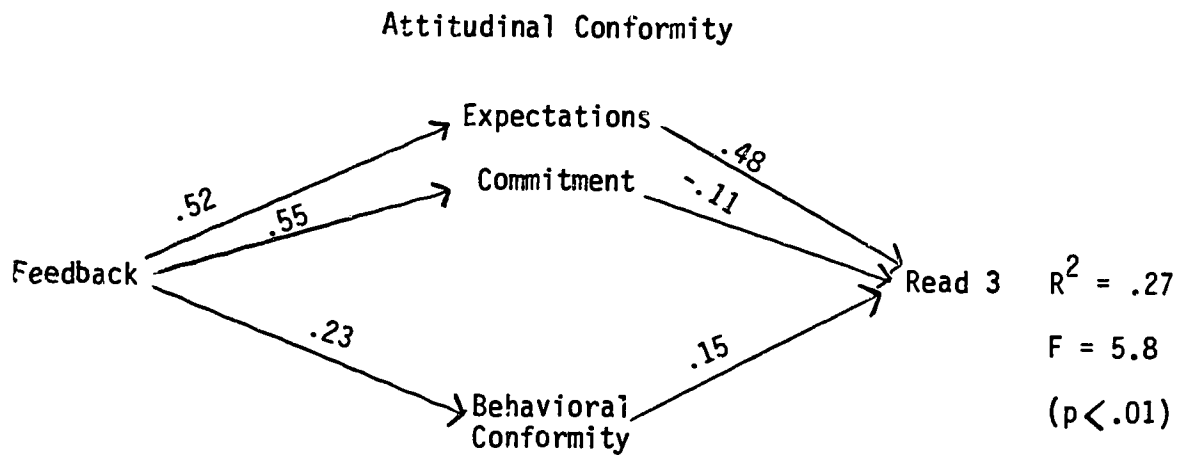 Attitudinal Conformity
Expectations
.48
Commitment
-.11
.52
.55
Feedback
Read 3
R² = .27
.23
.15
F = 5.8
Behavioral
Conformity
(p<.01)